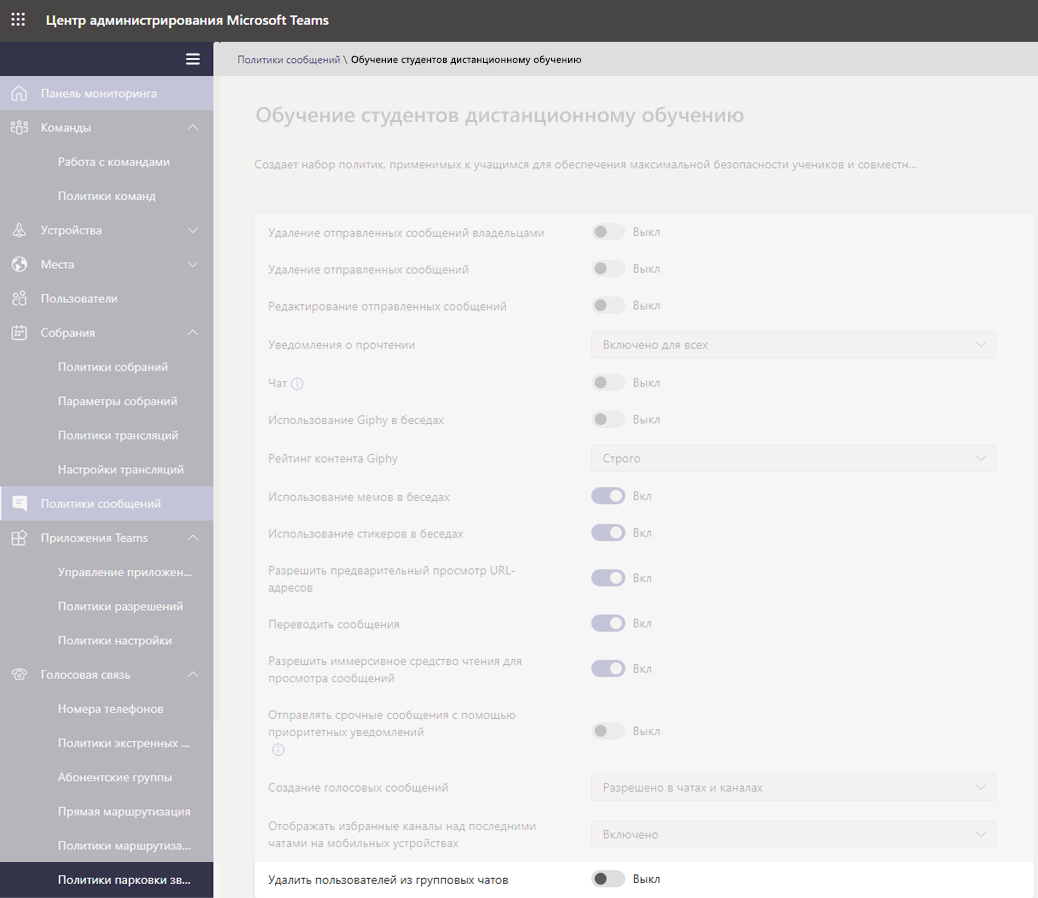 Центр администрирования Microsoft Teams
Политики сообщений \ Обучение студентов дистанционному обучению
Панель мониторинга
Команды
Работа с командами
Политики команд
Устройства
Места
Пользователи
Собрания
Политики собраний
Параметры собраний
Политики трансляций
Настройки трансляций
Политики сообщений
Приложения Teams
Управление приложен...
Политики разрешений
Политики настройки
Голосовая связь
Номера телефонов
Политики экстренных ...
Абонентские группы
Прямая маршрутизация
Политики маршрутиза...
Политики парковки зв...
Обучение студентов дистанционному обучению
Создает набор политик, применимых к учащимся для обеспечения максимальной безопасности учеников и совместн...
Удаление отправленных сообщений владельцами Выкл
Удаление отправленных сообщений Выкл
Редактирование отправленных сообщений Выкл
Уведомления о прочтении Включено для всех
Чат Выкл
Использование Giphy в беседах Выкл
Рейтинг контента Giphy Строго
Использование мемов в беседах Вкл
Использование стикеров в беседах Вкл
Разрешить предварительный просмотр URL-
адресов Вкл
Переводить сообщения Вкл
Разрешить иммерсивное средство чтения для
просмотра сообщений Вкл
Отправлять срочные сообщения с помощью
приоритетных уведомлений Выкл
Создание голосовых сообщений Разрешено в чатах и каналах
Отображать избранные каналы над последними
чатами на мобильных устройствах Включено
Удалить пользователей из групповых чатов Выкл